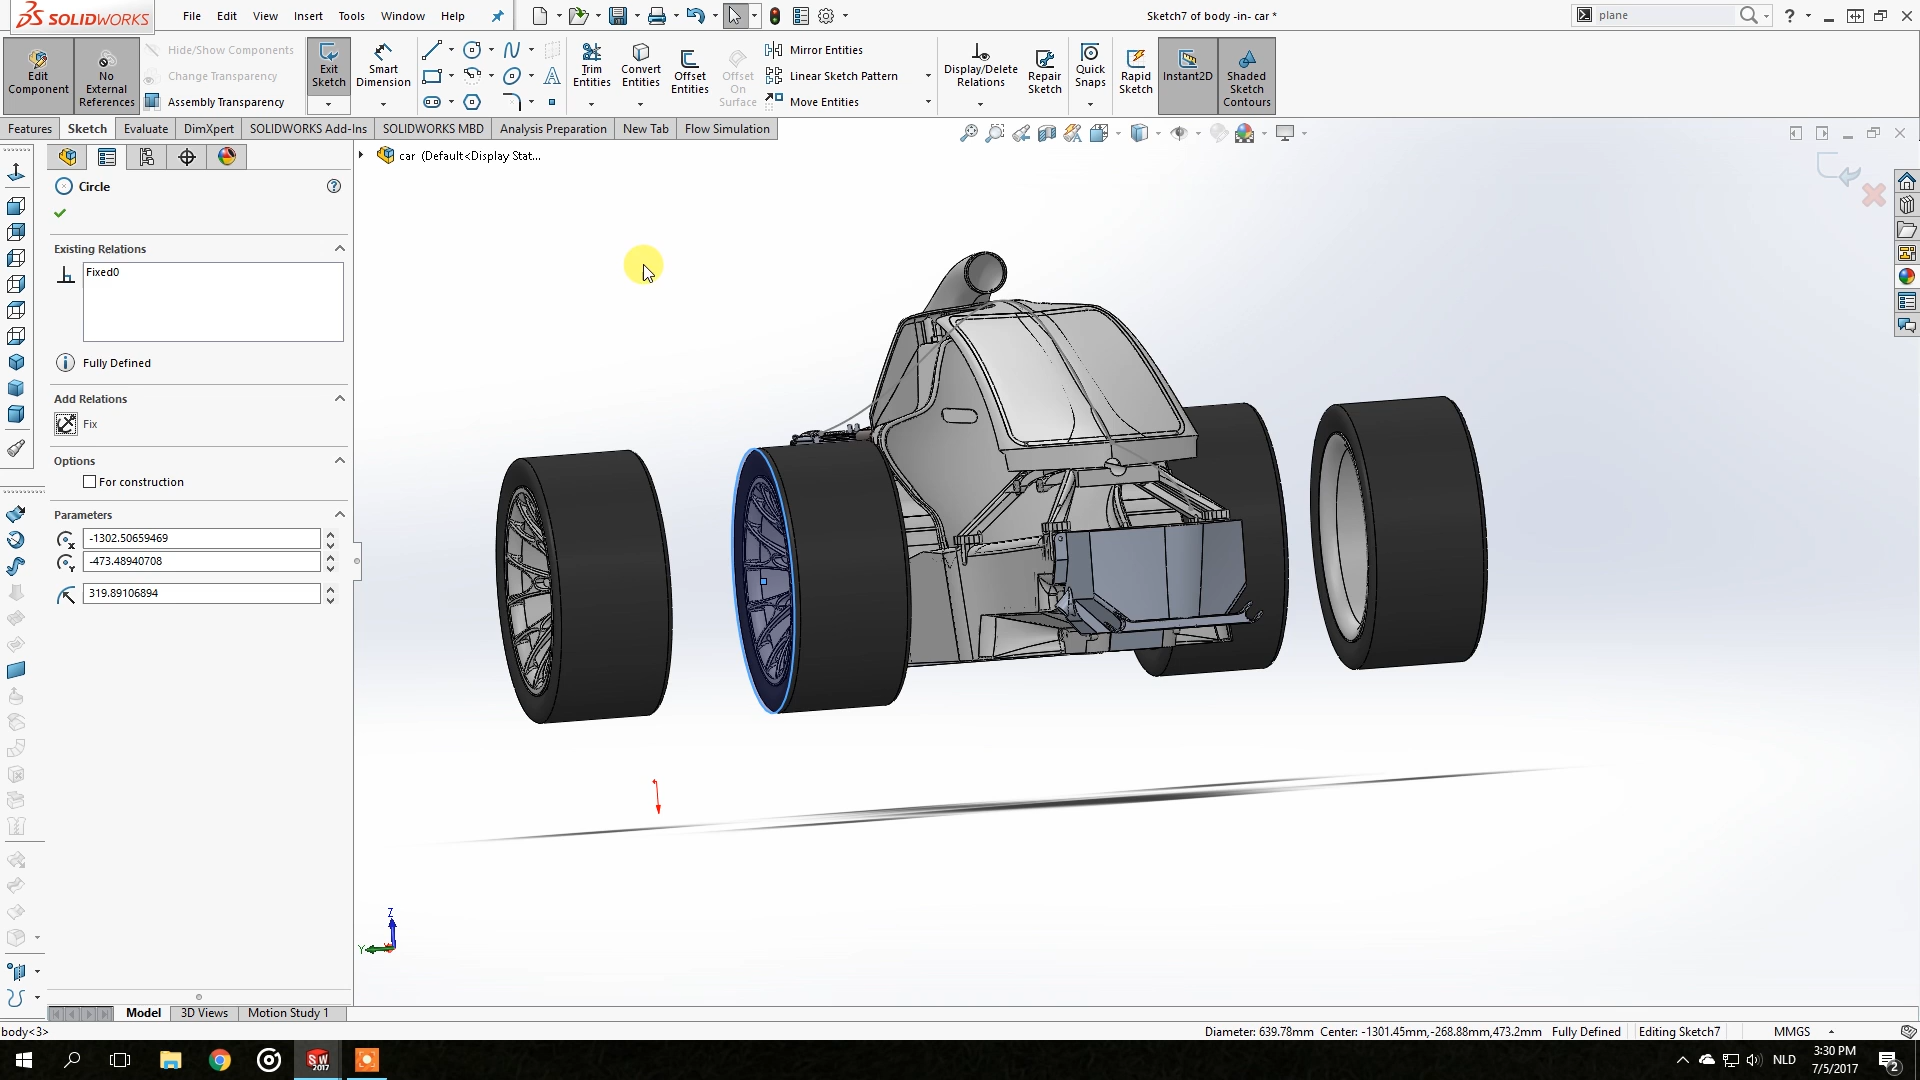 SOLIDWORKS File Edit View Insert Tools Window Help
Sketch7 of body -in- car *
plane
Edit Component
No External References
Hide/Show Components
Change Transparency
Assembly Transparency
Exit Sketch
Smart Dimension
Trim Entities
Convert Entities
Offset Entities
Offset On Surface
Mirror Entities
Linear Sketch Pattern
Move Entities
Display/Delete Relations
Repair Sketch
Quick Snaps
Rapid Sketch
Instant2D
Shaded Sketch Contours
Features Sketch Evaluate DimXpert SOLIDWORKS Add-Ins SOLIDWORKS MBD Analysis Preparation New Tab Flow Simulation
car (Default<Display Stat...
Circle
Existing Relations
Fixed0
Fully Defined
Add Relations
Fix
Options
For construction
Parameters
-1302.50659469
-473.48940708
319.89106894
Z
Y
Model 3D Views Motion Study 1
body<3>
Diameter: 639.78mm Center: -1301.45mm,-268.88mm,473.2mm Fully Defined Editing Sketch7 MMGS
SW 2017
NLD
3:30 PM
7/5/2017
2